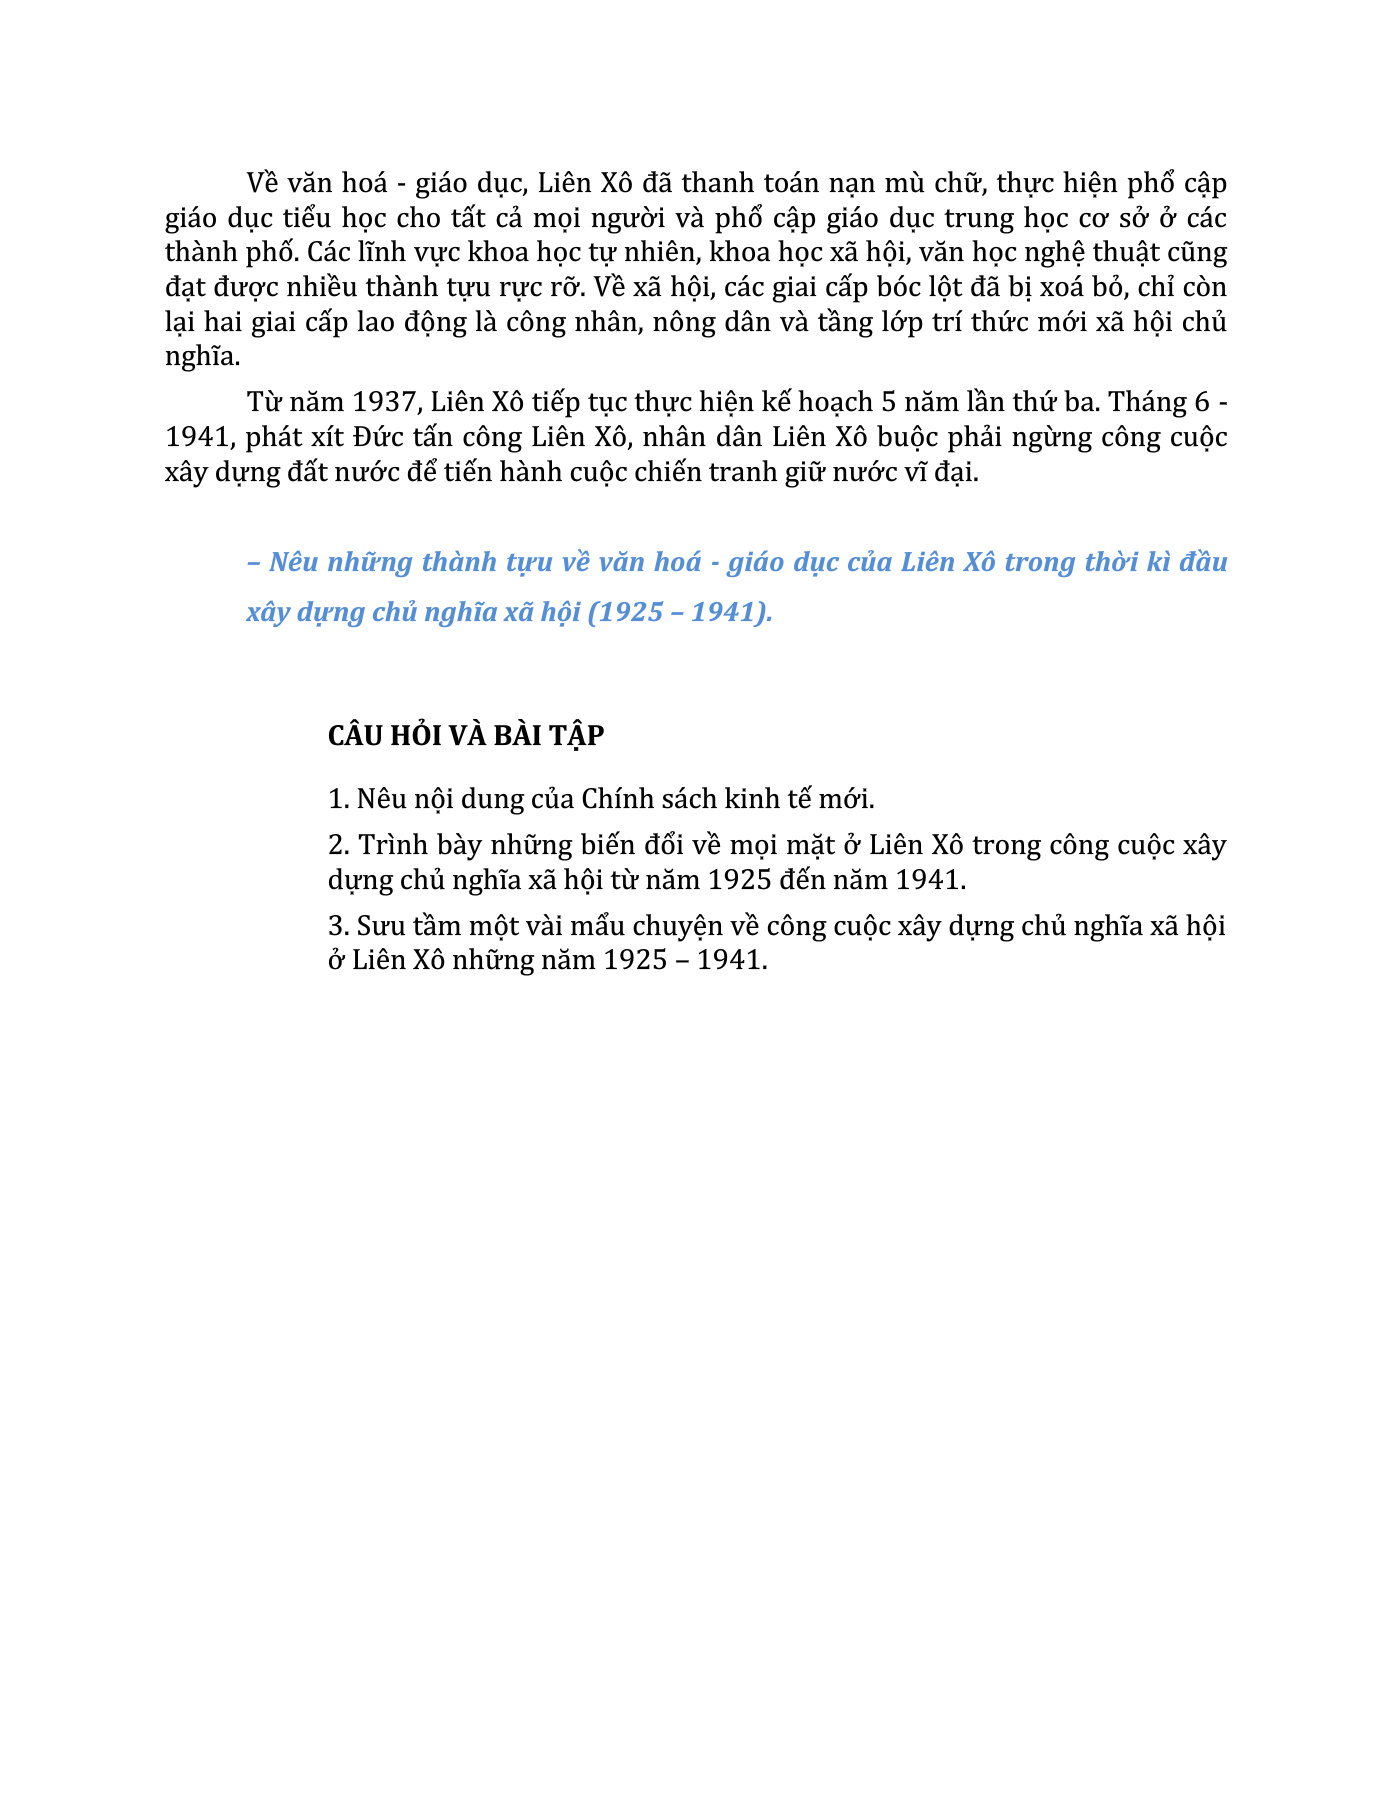 Về văn hoá - giáo dục, Liên Xô đã thanh toán nạn mù chữ, thực hiện phổ cập
giáo dục tiểu học cho tất cả mọi người và phổ cập giáo dục trung học cơ sở ở các
thành phố. Các lĩnh vực khoa học tự nhiên, khoa học xã hội, văn học nghệ thuật cũng
đạt được nhiều thành tựu rực rỡ. Về xã hội, các giai cấp bóc lột đã bị xoá bỏ, chỉ còn
lại hai giai cấp lao động là công nhân, nông dân và tầng lớp trí thức mới xã hội chủ
nghĩa.
Từ năm 1937, Liên Xô tiếp tục thực hiện kế hoạch 5 năm lần thứ ba. Tháng 6 -
1941, phát xít Đức tấn công Liên Xô, nhân dân Liên Xô buộc phải ngừng công cuộc
xây dựng đất nước để tiến hành cuộc chiến tranh giữ nước vĩ đại.
– Nêu những thành tựu về văn hoá - giáo dục của Liên Xô trong thời kì đầu
xây dựng chủ nghĩa xã hội (1925 – 1941).
CÂU HỎI VÀ BÀI TẬP
1. Nêu nội dung của Chính sách kinh tế mới.
2. Trình bày những biến đổi về mọi mặt ở Liên Xô trong công cuộc xây
dựng chủ nghĩa xã hội từ năm 1925 đến năm 1941.
3. Sưu tầm một vài mẩu chuyện về công cuộc xây dựng chủ nghĩa xã hội
ở Liên Xô những năm 1925 – 1941.